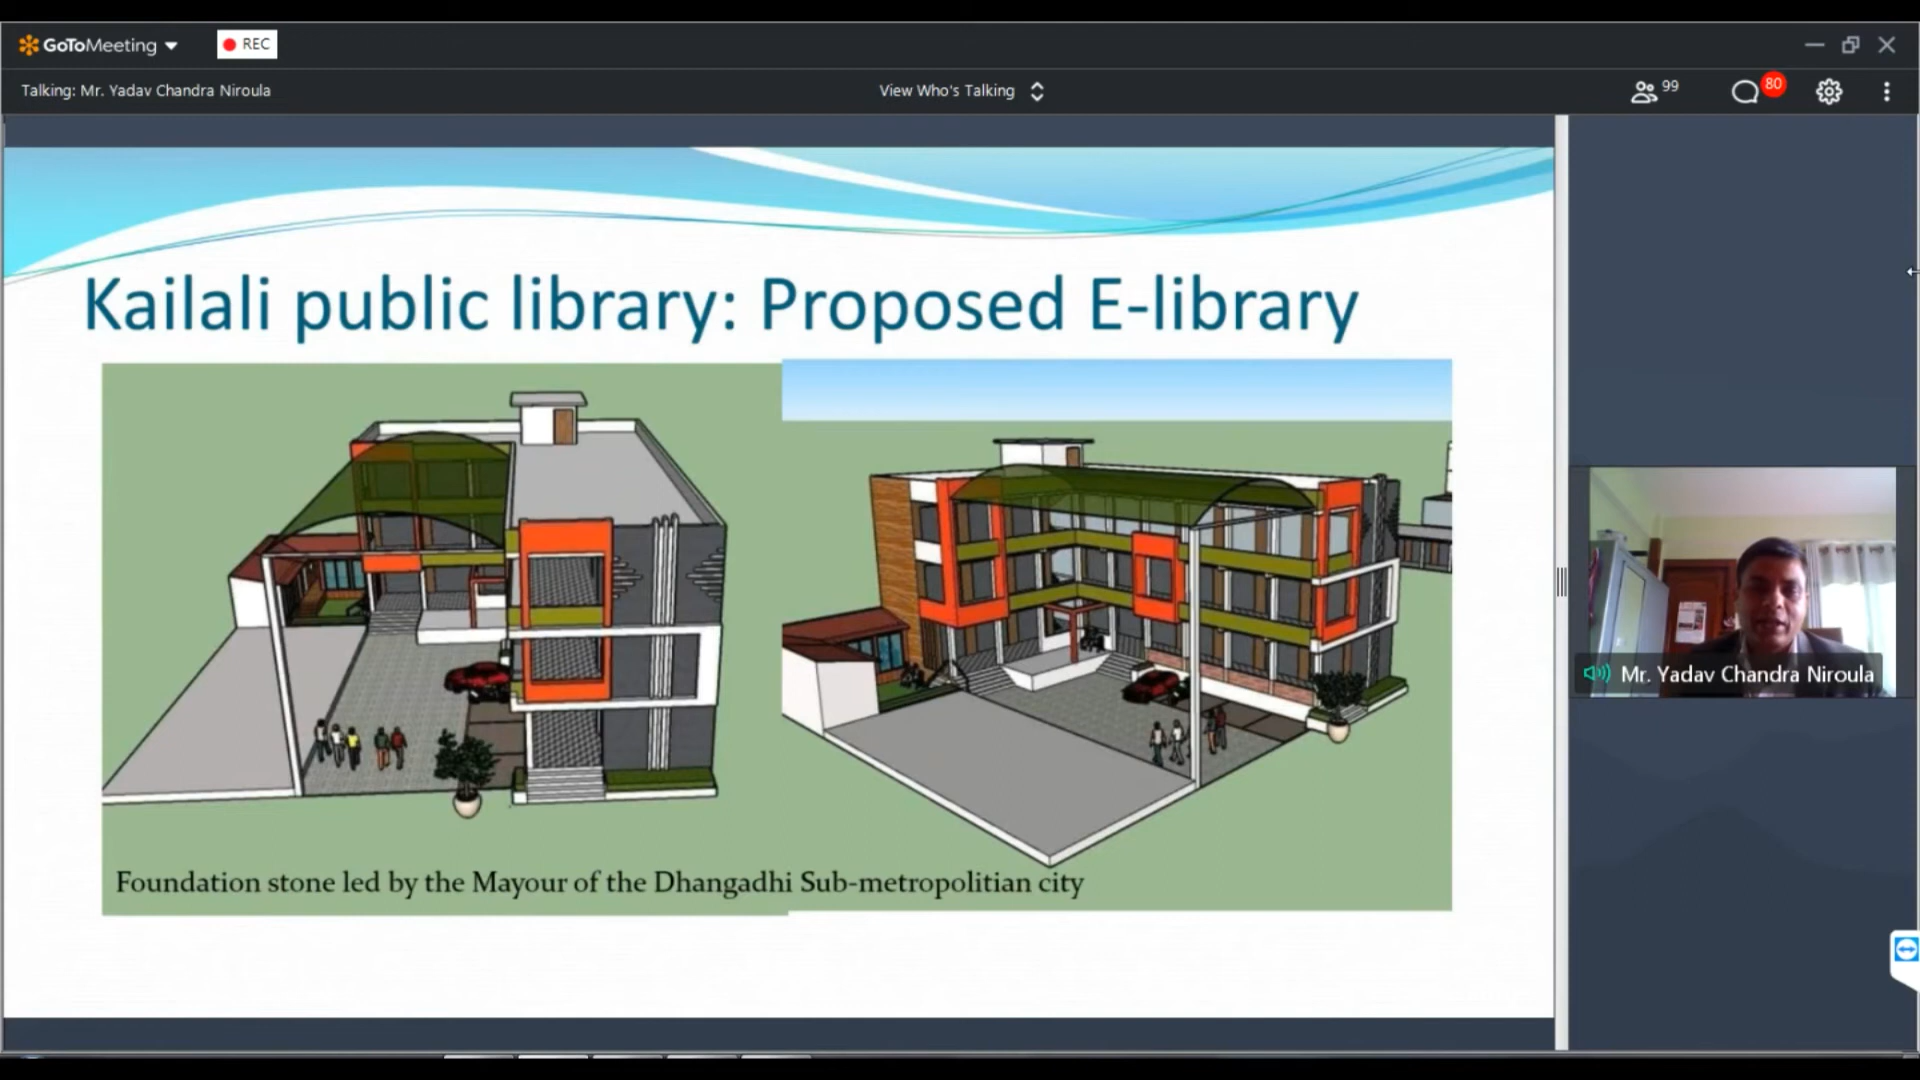 GoToMeeting
REC
Talking: Mr. Yadav Chandra Niroula
View Who's Talking
99
80
Kailali public library: Proposed E-library
Foundation stone led by the Mayour of the Dhangadhi Sub-metropolitian city
Mr. Yadav Chandra Niroula